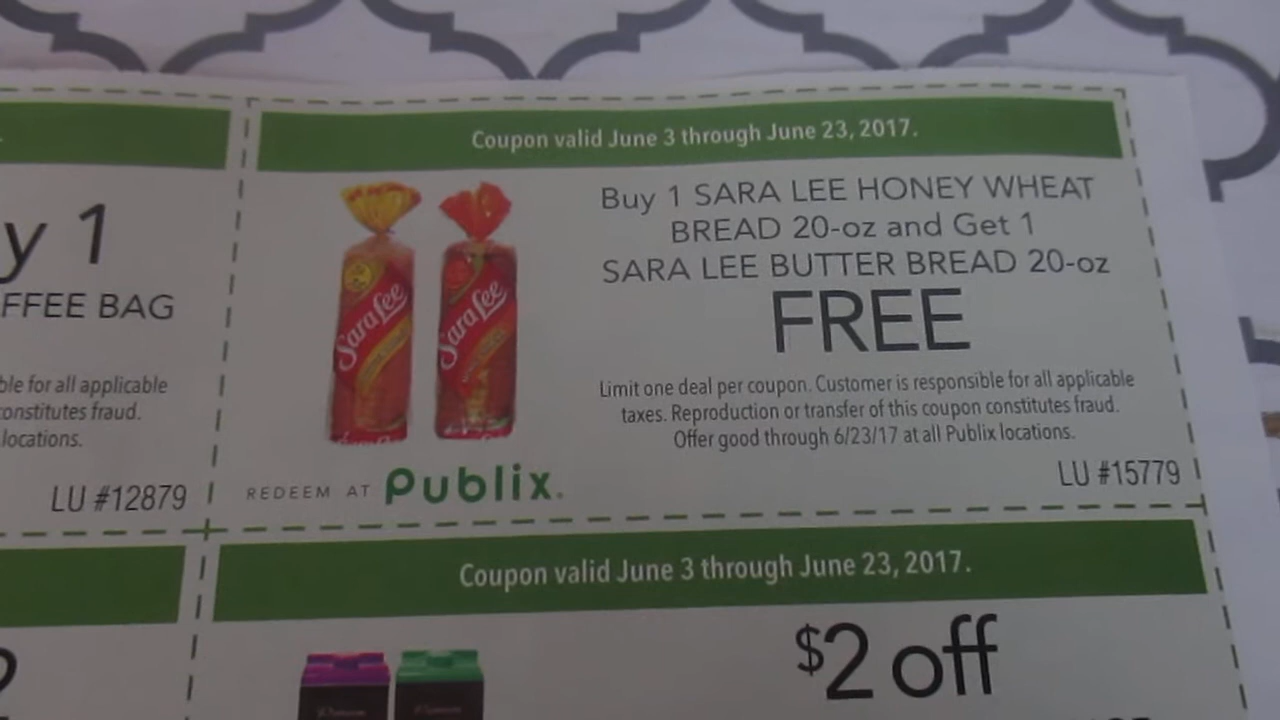 Coupon valid June 3 through June 23, 2017.
Buy 1 SARA LEE HONEY WHEAT
BREAD 20-oz and Get 1
SARA LEE BUTTER BREAD 20-oz
FREE
Limit one deal per coupon. Customer is responsible for all applicable
taxes. Reproduction or transfer of this coupon constitutes fraud.
Offer good through 6/23/17 at all Publix locations.
LU #15779
REDEEM AT Publix.
Sara Lee
Sara Lee
y 1
FFEE BAG
ble for all applicable
constitutes fraud.
locations.
LU #12879
Coupon valid June 3 through June 23, 2017.
$2 off